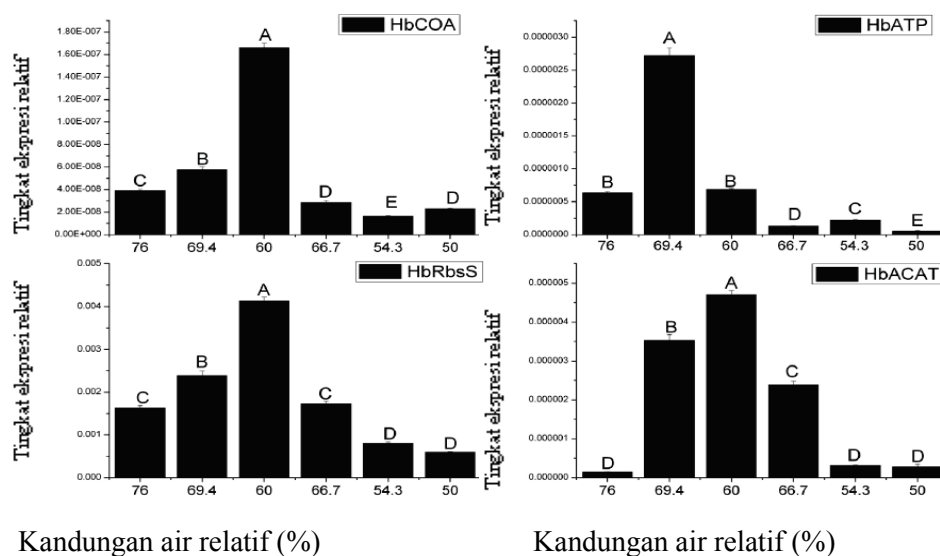 HbCOA
Tingkat ekspresi relatif
1.80E-007
1.60E-007
1.40E-007
1.20E-007
1.00E-007
8.00E-008
6.00E-008
4.00E-008
2.00E-008
0.00E+000
C B A D E D
76 69.4 60 66.7 54.3 50
HbATP
Tingkat ekspresi relatif
0.0000030
0.0000025
0.0000020
0.0000015
0.0000010
0.0000005
0.0000000
B A B D C E
76 69.4 60 66.7 54.3 50
HbRbsS
Tingkat ekspresi relatif
0.005
0.004
0.003
0.002
0.001
0.000
C B A C D D
76 69.4 60 66.7 54.3 50
HbACAT
Tingkat ekspresi relatif
0.000005
0.000004
0.000003
0.000002
0.000001
0.000000
D B A C D D
76 69.4 60 66.7 54.3 50
Kandungan air relatif (%)
Kandungan air relatif (%)